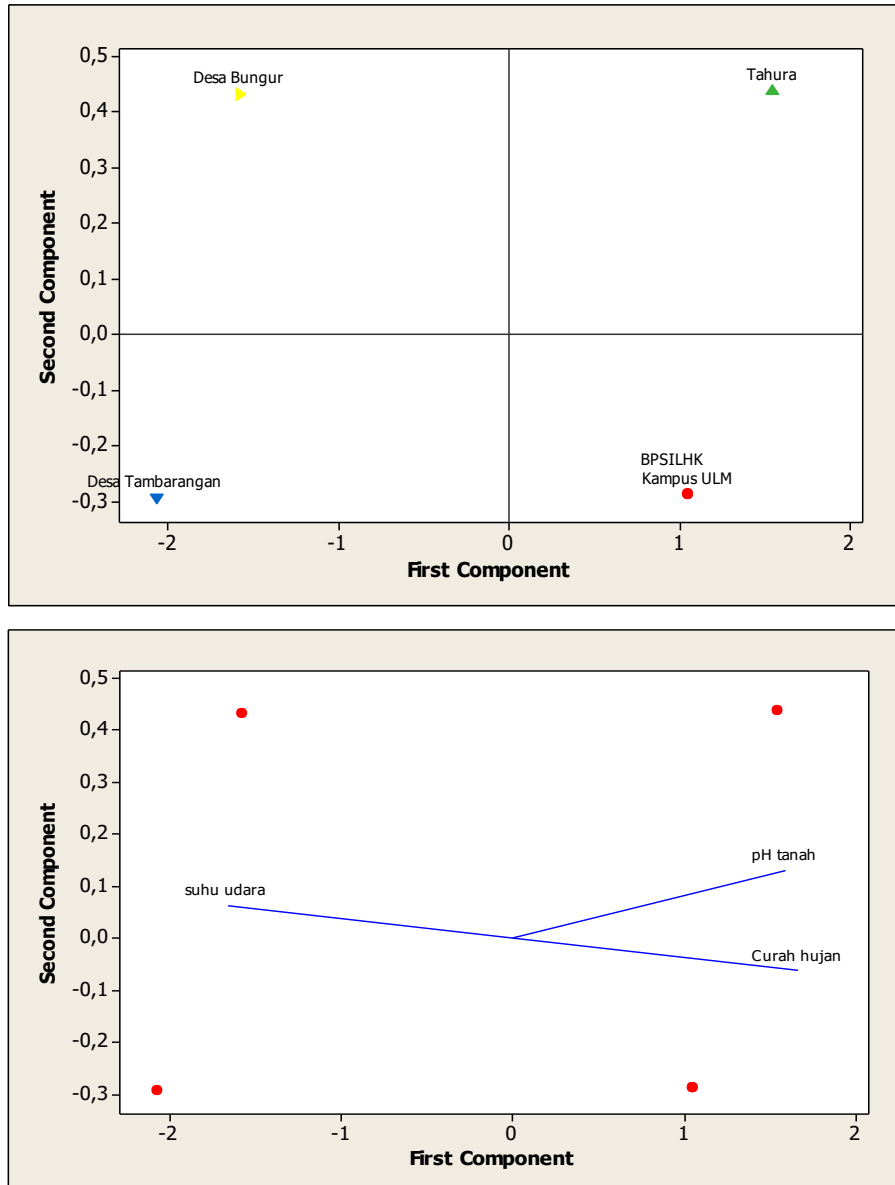 0,5
0,4
0,3
0,2
0,1
0,0
-0,1
-0,2
-0,3
Second Component
Desa Bungur
Tahura
Desa Tambarangan
BPSILHK
Kampus ULM
-2
-1
0
1
2
First Component
0,5
0,4
0,3
0,2
0,1
0,0
-0,1
-0,2
-0,3
Second Component
suhu udara
pH tanah
Curah hujan
-2
-1
0
1
2
First Component